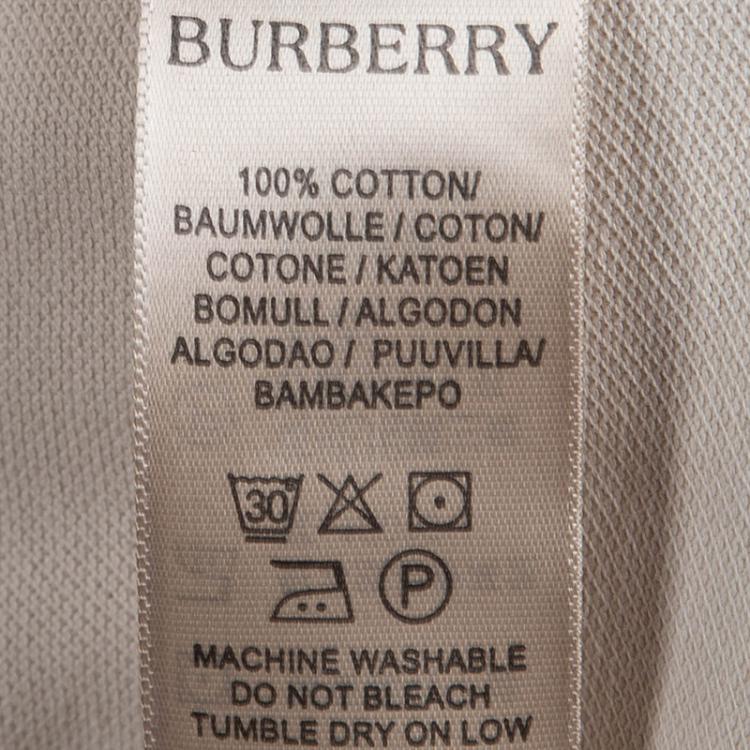 BURBERRY
100% COTTON/
BAUMWOLLE / COTON/
COTONE / KATOEN
BOMULL / ALGODON
ALGODAO / PUUVILLA/
BAMBAKEPO
30°
P
MACHINE WASHABLE
DO NOT BLEACH
TUMBLE DRY ON LOW